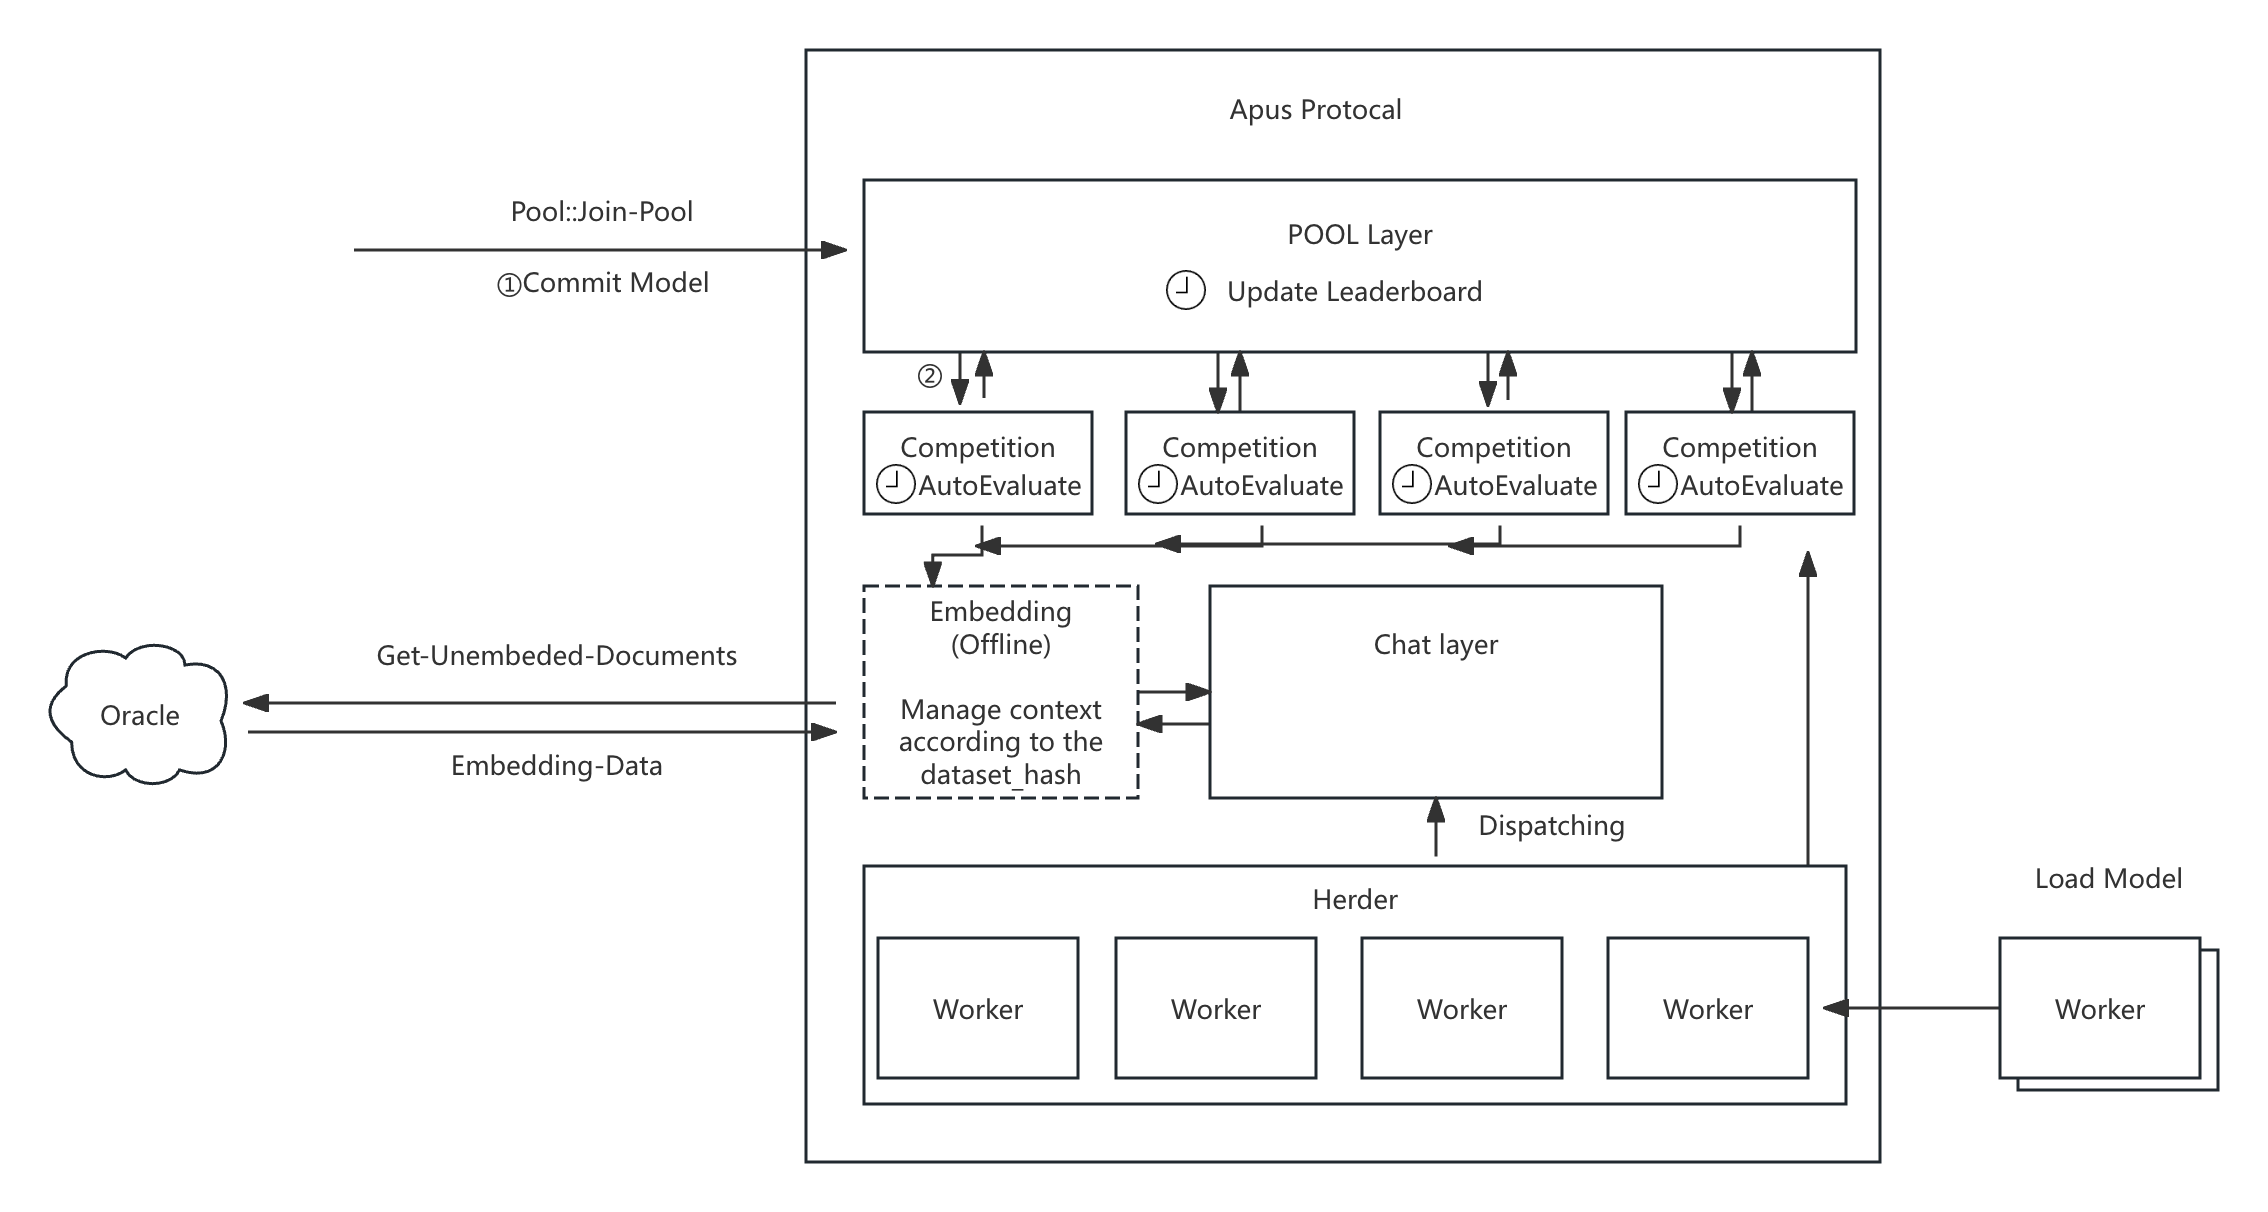 Apus Protocal
Pool::Join-Pool
①Commit Model
POOL Layer
Update Leaderboard
②
Competition
AutoEvaluate
Competition
AutoEvaluate
Competition
AutoEvaluate
Competition
AutoEvaluate
Oracle
Get-Unembeded-Documents
Embedding-Data
Embedding
(Offline)
Manage context
according to the
dataset_hash
Chat layer
Dispatching
Herder
Worker
Worker
Worker
Worker
Load Model
Worker